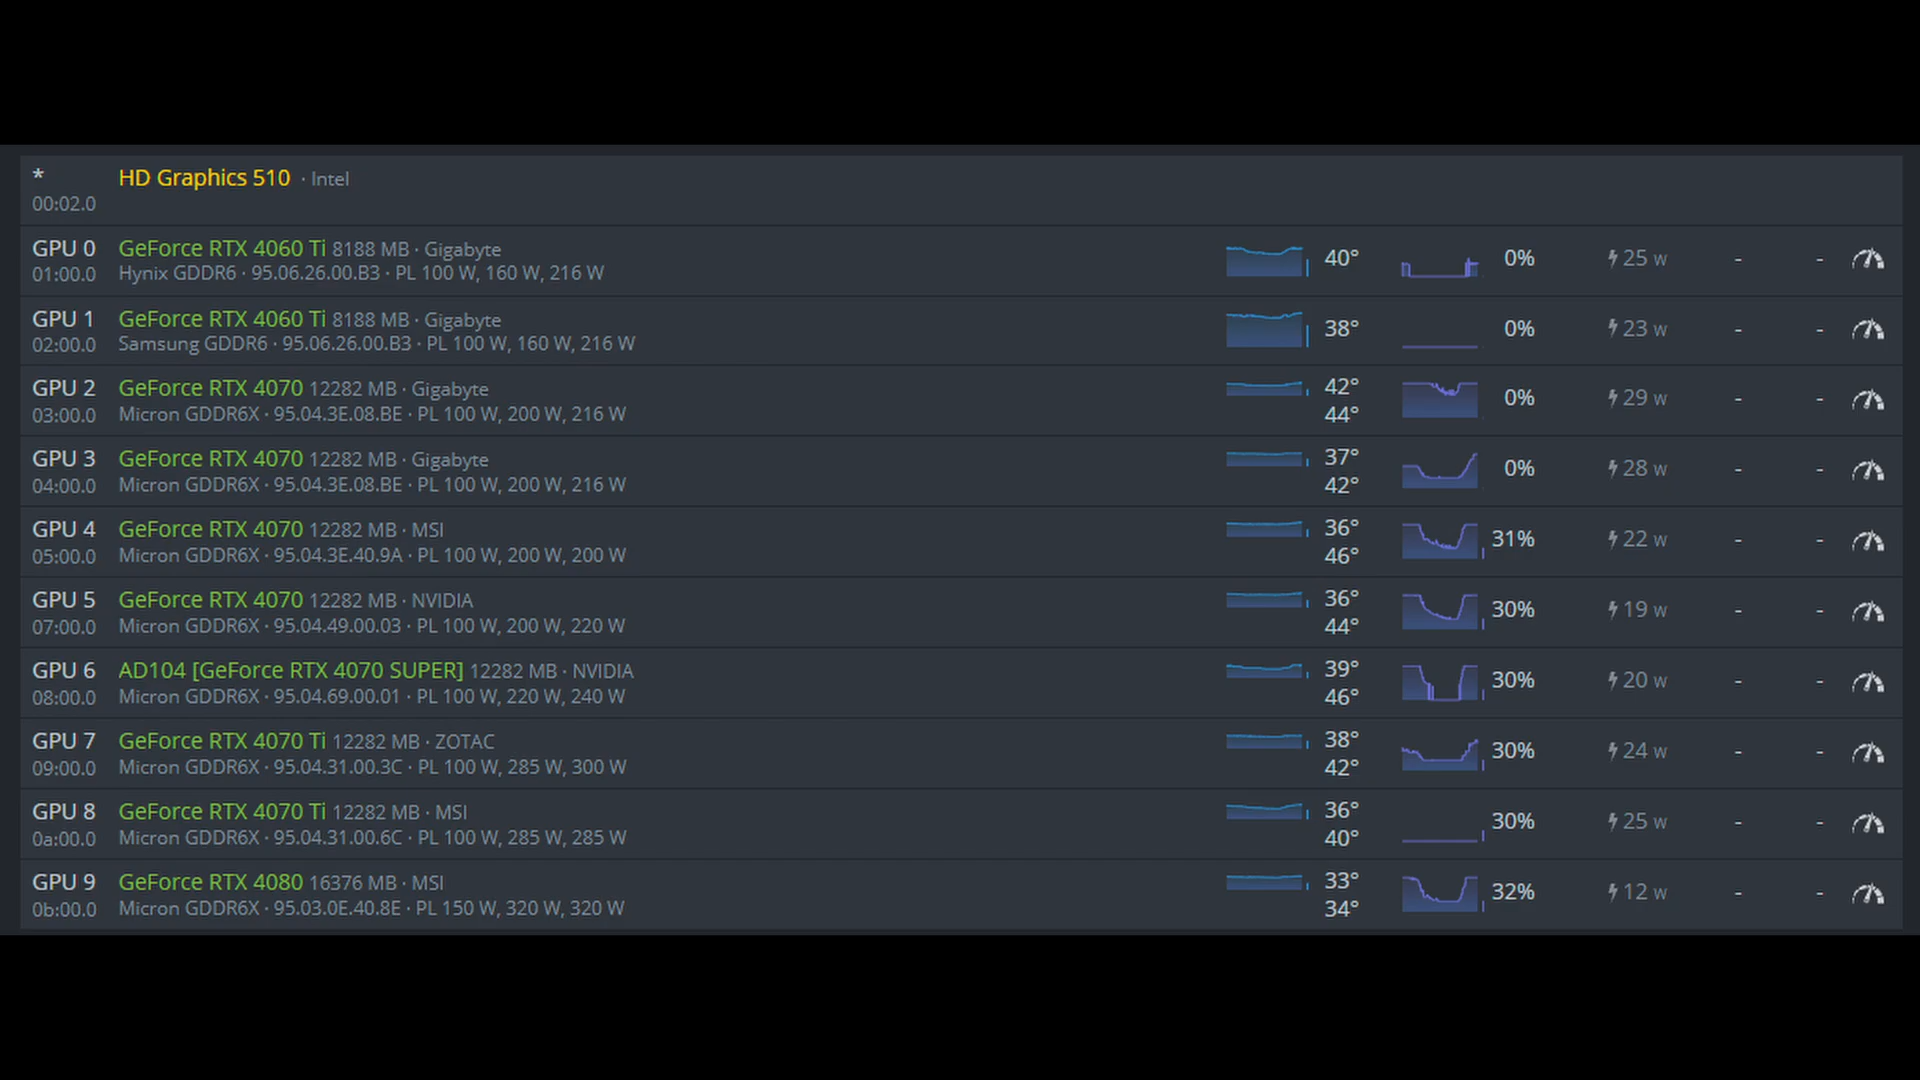 *
HD Graphics 510 · Intel
00:02.0
GPU 0 GeForce RTX 4060 Ti 8188 MB · Gigabyte 40° 0% 25 W - -
01:00.0 Hynix GDDR6 · 95.06.26.00.B3 · PL 100 W, 160 W, 216 W
GPU 1 GeForce RTX 4060 Ti 8188 MB · Gigabyte 38° 0% 23 W - -
02:00.0 Samsung GDDR6 · 95.06.26.00.B3 · PL 100 W, 160 W, 216 W
GPU 2 GeForce RTX 4070 12282 MB · Gigabyte 42° 0% 29 W - -
03:00.0 Micron GDDR6X · 95.04.3E.08.BE · PL 100 W, 200 W, 216 W 44°
GPU 3 GeForce RTX 4070 12282 MB · Gigabyte 37° 0% 28 W - -
04:00.0 Micron GDDR6X · 95.04.3E.08.BE · PL 100 W, 200 W, 216 W 42°
GPU 4 GeForce RTX 4070 12282 MB · MSI 36° 31% 22 W - -
05:00.0 Micron GDDR6X · 95.04.3E.40.9A · PL 100 W, 200 W, 200 W 46°
GPU 5 GeForce RTX 4070 12282 MB · NVIDIA 36° 30% 19 W - -
07:00.0 Micron GDDR6X · 95.04.49.00.03 · PL 100 W, 200 W, 220 W 44°
GPU 6 AD104 [GeForce RTX 4070 SUPER] 12282 MB · NVIDIA 39° 30% 20 W - -
08:00.0 Micron GDDR6X · 95.04.69.00.01 · PL 100 W, 220 W, 240 W 46°
GPU 7 GeForce RTX 4070 Ti 12282 MB · ZOTAC 38° 30% 24 W - -
09:00.0 Micron GDDR6X · 95.04.31.00.3C · PL 100 W, 285 W, 300 W 42°
GPU 8 GeForce RTX 4070 Ti 12282 MB · MSI 36° 30% 25 W - -
0a:00.0 Micron GDDR6X · 95.04.31.00.6C · PL 100 W, 285 W, 285 W 40°
GPU 9 GeForce RTX 4080 16376 MB · MSI 33° 32% 12 W - -
0b:00.0 Micron GDDR6X · 95.03.0E.40.8E · PL 150 W, 320 W, 320 W 34°